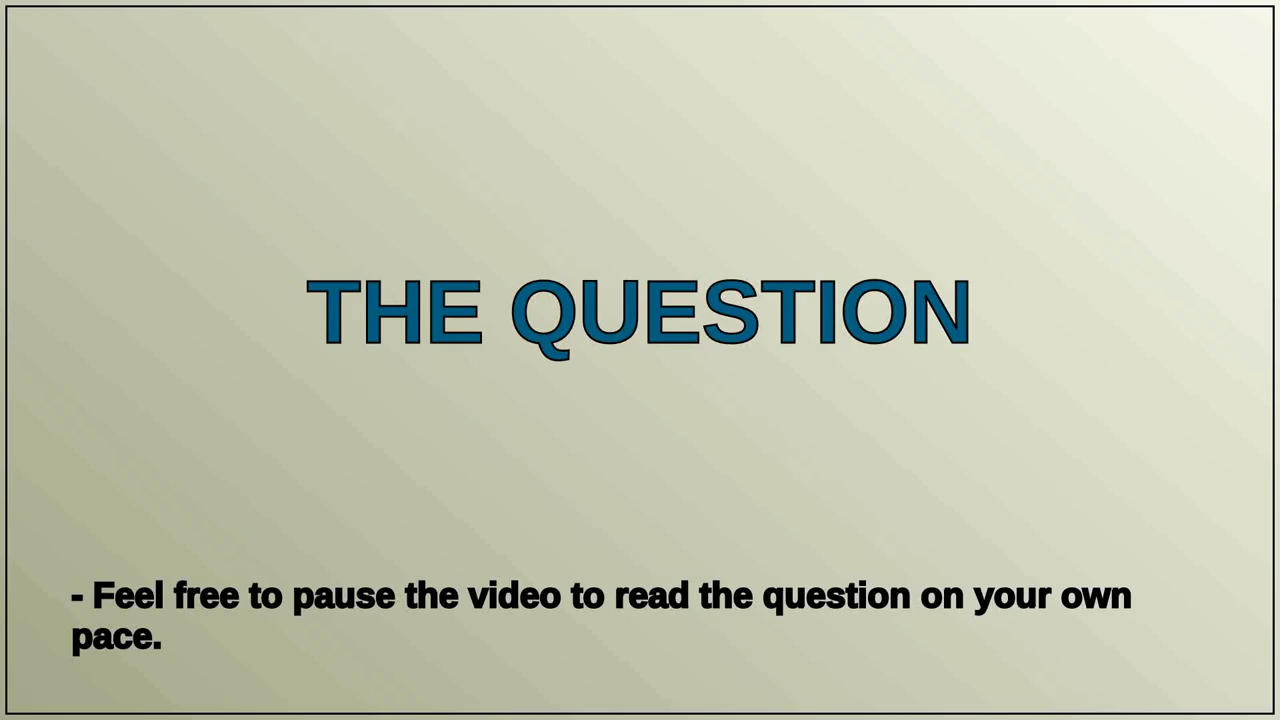 THE QUESTION
- Feel free to pause the video to read the question on your own
pace.